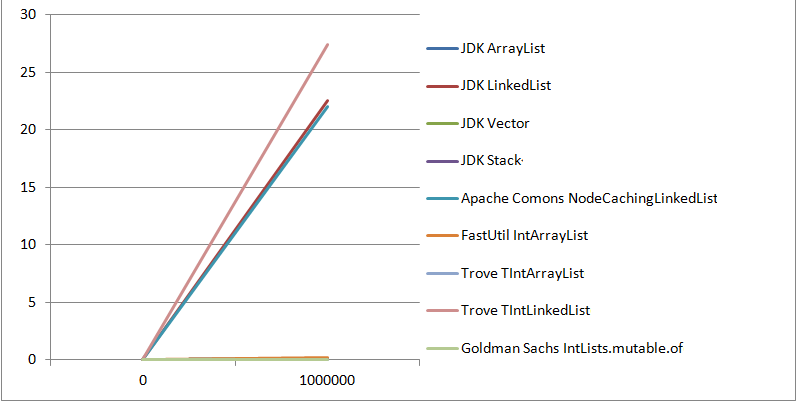 30
25
20
15
10
5
0
0
1000000
JDK ArrayList
JDK LinkedList
JDK Vector
JDK Stack
Apache Comons NodeCachingLinkedList
FastUtil IntArrayList
Trove TIntArrayList
Trove TIntLinkedList
Goldman Sachs IntLists.mutable.of